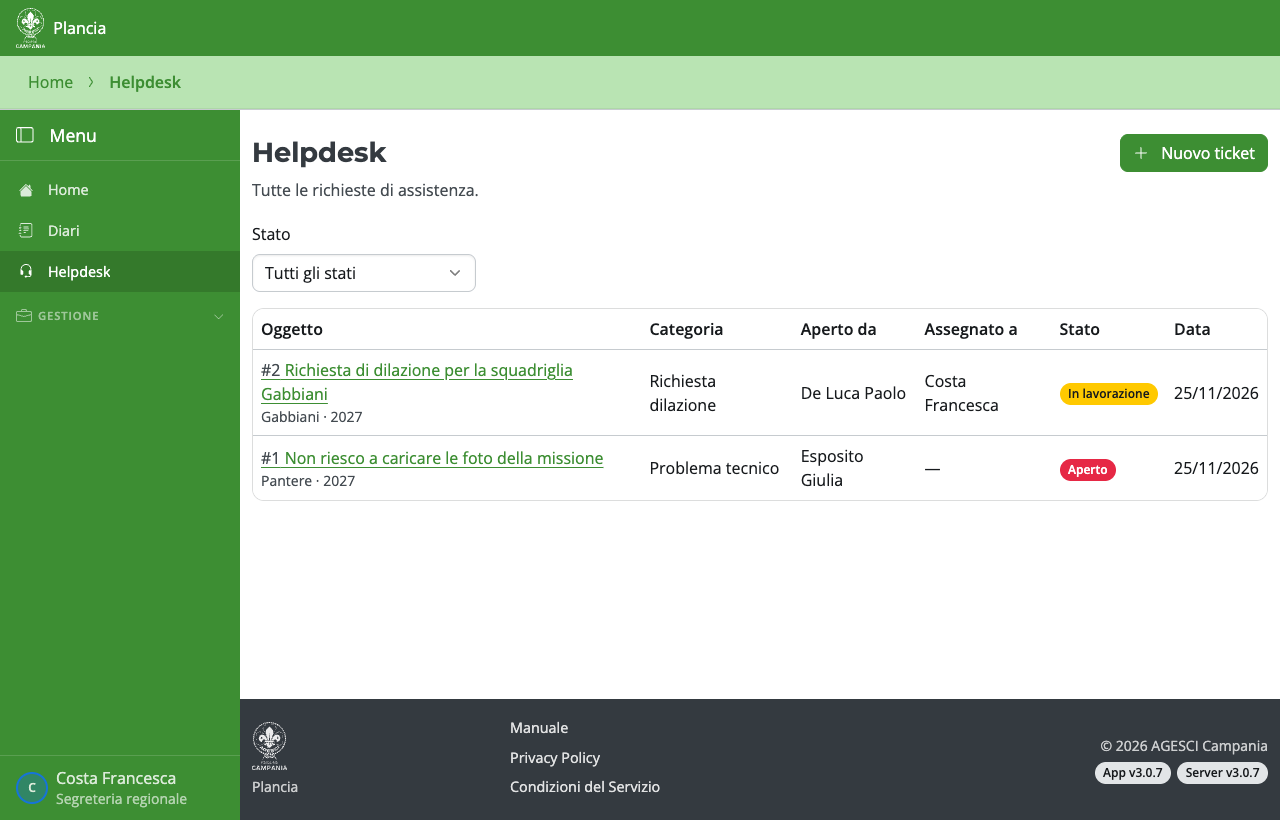 CAMPANIA
Plancia
Home > Helpdesk
Menu
Home
Diari
Helpdesk
GESTIONE
Costa Francesca
C
Segreteria regionale
Helpdesk
Nuovo ticket
Tutte le richieste di assistenza.
Stato
Tutti gli stati
Oggetto Categoria Aperto da Assegnato a Stato Data
#2 Richiesta di dilazione per la squadriglia
Gabbiani
Gabbiani · 2027
Richiesta
dilazione
De Luca Paolo
Costa
Francesca
In lavorazione
25/11/2026
#1 Non riesco a caricare le foto della missione
Pantere · 2027
Problema tecnico
Esposito
Giulia
—
Aperto
25/11/2026
CAMPANIA
Plancia
Manuale
Privacy Policy
Condizioni del Servizio
© 2026 AGESCI Campania
App v3.0.7 Server v3.0.7